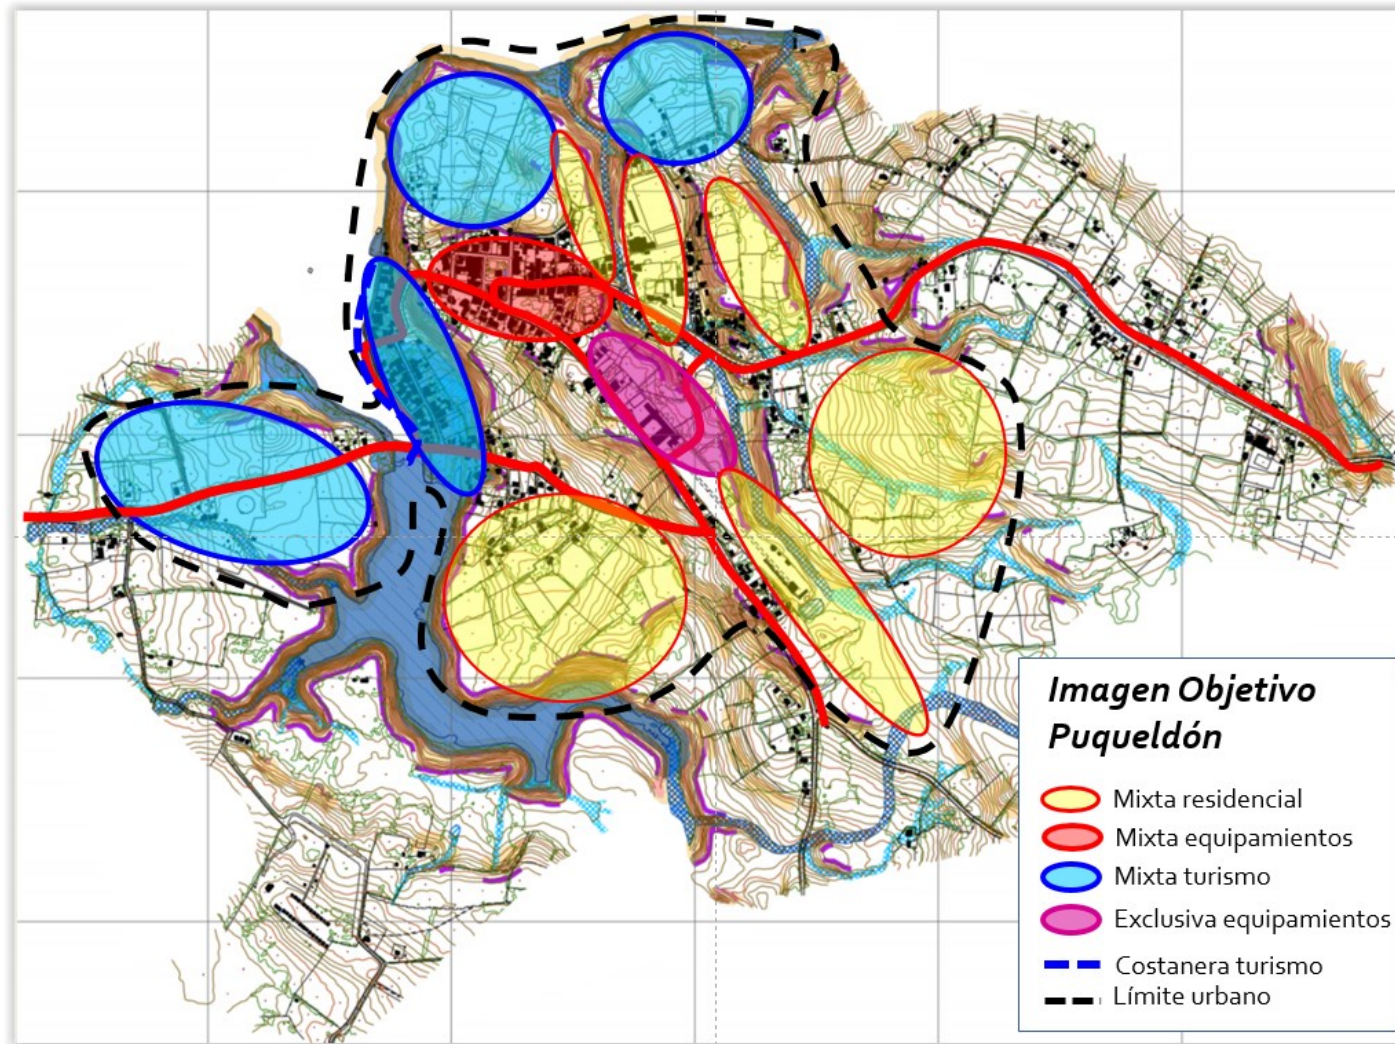 Imagen Objetivo
Puqueldón
Mixta residencial
Mixta equipamientos
Mixta turismo
Exclusiva equipamientos
Costanera turismo
Límite urbano